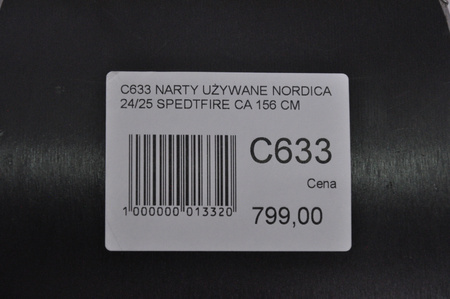 C633 NARTY UŻYWANE NORDICA
24/25 SPEDTFIRE CA 156 CM
C633
Cena
1 000000 013320
799,00